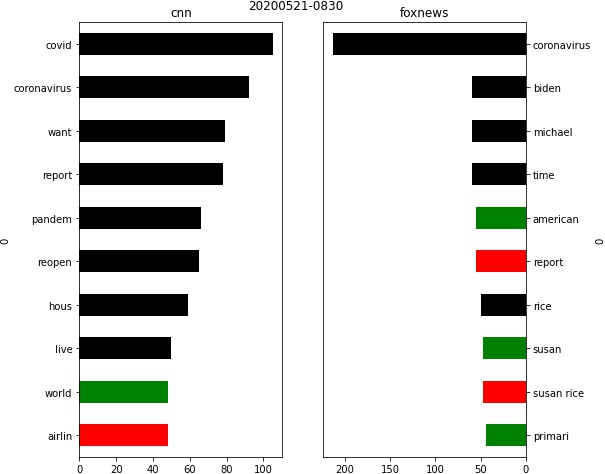 20200521-0830
cnn
foxnews
covid
coronavirus
want
report
pandem
reopen
hous
live
world
airlin
0
0 20 40 60 80 100
coronavirus
biden
michael
time
american
report
rice
susan
susan rice
primari
0
200 150 100 50 0